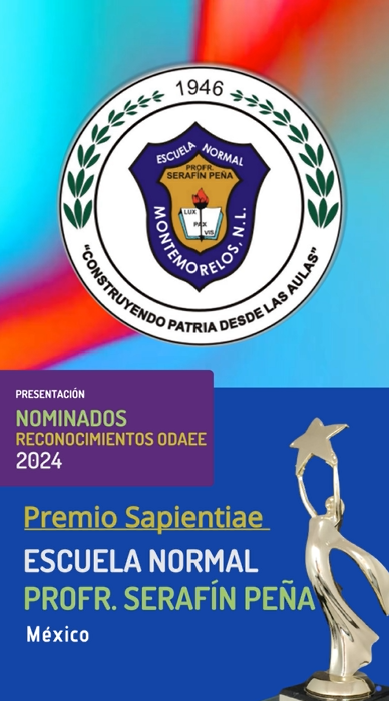 1946
ESCUELA NORMAL
PROFR.
SERAFÍN PEÑA
LUX:
PAX
VIS.
MONTEMORELOS, N.L.
"CONSTRUYENDO PATRIA DESDE LAS AULAS"
PRESENTACIÓN
NOMINADOS
RECONOCIMIENTOS ODAEE
2024
Premio Sapientiae
ESCUELA NORMAL
PROFR. SERAFÍN PEÑA
México